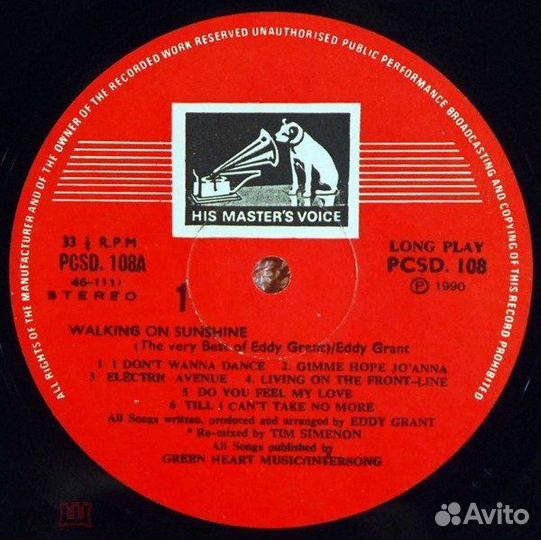 ALL RIGHTS OF THE MANUFACTURER AND OF THE OWNER OF THE RECORDED WORK RESERVED UNAUTHORISED PUBLIC PERFORMANCE BROADCASTING AND COPYING OF THIS RECORD PROHIBITED
HIS MASTER'S VOICE
33 ⅓ R.P.M
PCSD. 108A
46-111
STEREO
1
LONG PLAY
PCSD. 108
Ⓟ 1990
WALKING ON SUNSHINE
(The very Best of Eddy Grent)/Eddy Grant
1 I DON'T WANNA DANCE 2. GIMME HOPE JO'ANNA
3 ELECTRIC AVENUE 4. LIVING ON THE FRONT-LINE
5 DO YOU FEEL MY LOVE
6 TILL I CAN'T TAKE NO MORE
All Songs written, produced and arranged by EDDY GRANT
* Re-mixed by TIM SIMENON
All Songs published by
GREEN HEART MUSIC/INTERSONG
Avito